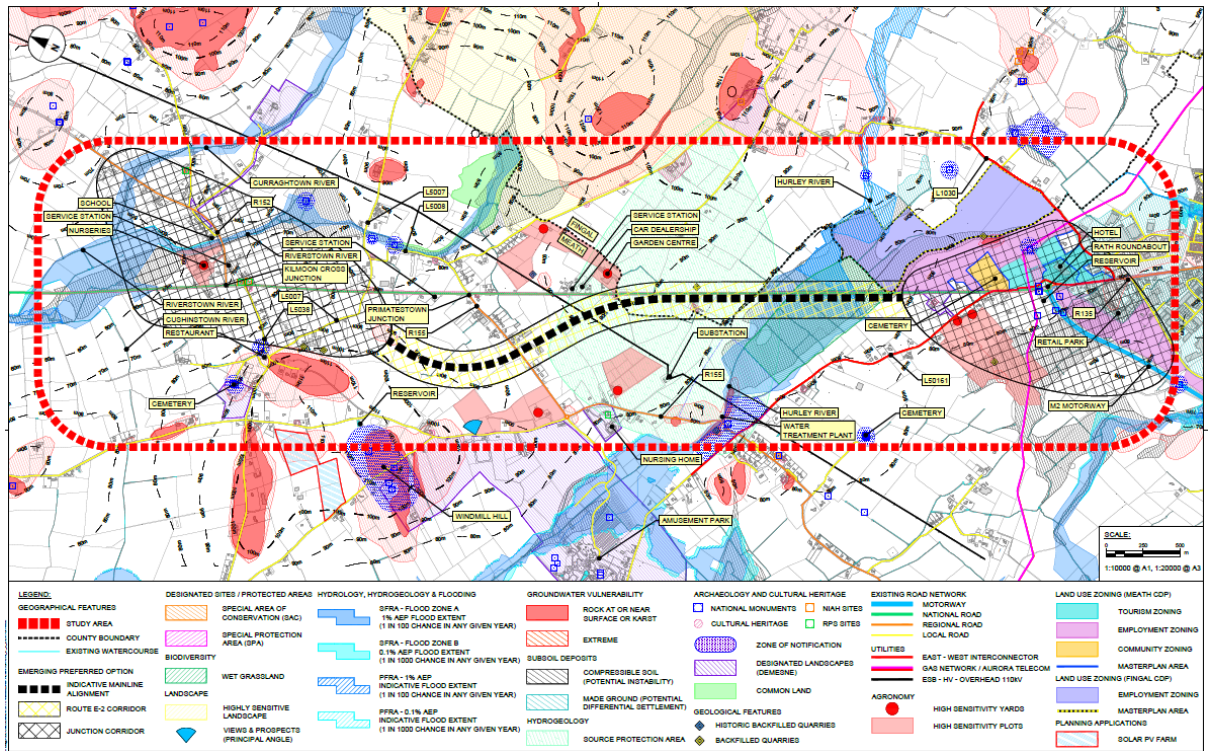 N
CURRAGHTOWN RIVER
SCHOOL
SERVICE STATION
NURSERIES
R152
L5007
L5008
SERVICE STATION
RIVERSTOWN RIVER
KILMOON CROSS
JUNCTION
FINGAL
MEATH
SERVICE STATION
CAR DEALERSHIP
GARDEN CENTRE
HURLEY RIVER
L1030
HOTEL
RATH ROUNDABOUT
RESERVOIR
RIVERSTOWN RIVER
CUSHINSTOWN RIVER
RESTAURANT
L5007
L5038
PRIMATESTOWN
JUNCTION
R155
SUBSTATION
CEMETERY
R135
RETAIL PARK
CEMETERY
RESERVOIR
R155
L50161
M2 MOTORWAY
HURLEY RIVER
WATER
TREATMENT PLANT
CEMETERY
NURSING HOME
WINDMILL HILL
AMUSEMENT PARK
SCALE:
0 250 500
m
1:10000 @ A1, 1:20000 @ A3
LEGEND:
GEOGRAPHICAL FEATURES
STUDY AREA
COUNTY BOUNDARY
EXISTING WATERCOURSE
EMERGING PREFERRED OPTION
INDICATIVE MAINLINE
ALIGNMENT
ROUTE E-2 CORRIDOR
JUNCTION CORRIDOR
DESIGNATED SITES / PROTECTED AREAS
SPECIAL AREA OF
CONSERVATION (SAC)
SPECIAL PROTECTION
AREA (SPA)
BIODIVERSITY
WET GRASSLAND
LANDSCAPE
HIGHLY SENSITIVE
LANDSCAPE
VIEWS & PROSPECTS
(PRINCIPAL ANGLE)
HYDROLOGY, HYDROGEOLOGY & FLOODING
SFRA - FLOOD ZONE A
1% AEP FLOOD EXTENT
(1 IN 100 CHANCE IN ANY GIVEN YEAR)
SFRA - FLOOD ZONE B
0.1% AEP FLOOD EXTENT
(1 IN 1000 CHANCE IN ANY GIVEN YEAR)
PFRA - 1% AEP
INDICATIVE FLOOD EXTENT
(1 IN 100 CHANCE IN ANY GIVEN YEAR)
PFRA - 0.1% AEP
INDICATIVE FLOOD EXTENT
(1 IN 1000 CHANCE IN ANY GIVEN YEAR)
GROUNDWATER VULNERABILITY
ROCK AT OR NEAR
SURFACE OR KARST
EXTREME
SUBSOIL DEPOSITS
COMPRESSIBLE SOIL
(POTENTIAL INSTABILITY)
MADE GROUND (POTENTIAL
DIFFERENTIAL SETTLEMENT)
HYDROGEOLOGY
SOURCE PROTECTION AREA
ARCHAEOLOGY AND CULTURAL HERITAGE
NATIONAL MONUMENTS
NIAH SITES
CULTURAL HERITAGE
RPS SITES
ZONE OF NOTIFICATION
DESIGNATED LANDSCAPES
(DEMESNE)
COMMON LAND
GEOLOGICAL FEATURES
HISTORIC BACKFILLED QUARRIES
BACKFILLED QUARRIES
EXISTING ROAD NETWORK
MOTORWAY
NATIONAL ROAD
REGIONAL ROAD
LOCAL ROAD
UTILITIES
EAST - WEST INTERCONNECTOR
GAS NETWORK / AURORA TELECOM
ESB - HV - OVERHEAD 110kV
AGRONOMY
HIGH SENSITIVITY YARDS
HIGH SENSITIVITY PLOTS
LAND USE ZONING (MEATH CDP)
TOURISM ZONING
EMPLOYMENT ZONING
COMMUNITY ZONING
MASTERPLAN AREA
LAND USE ZONING (FINGAL CDP)
EMPLOYMENT ZONING
MASTERPLAN AREA
PLANNING APPLICATIONS
SOLAR PV FARM